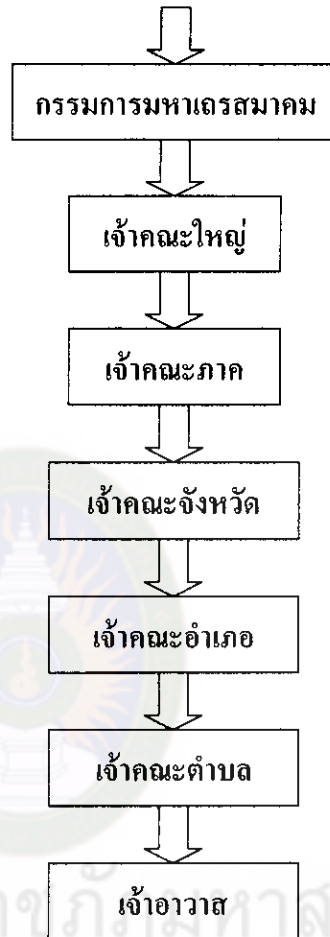 กรรมการมหาเถรสมาคม
เจ้าคณะใหญ่
เจ้าคณะภาค
เจ้าคณะจังหวัด
เจ้าคณะอำเภอ
เจ้าคณะตำบล
เจ้าอาวาส